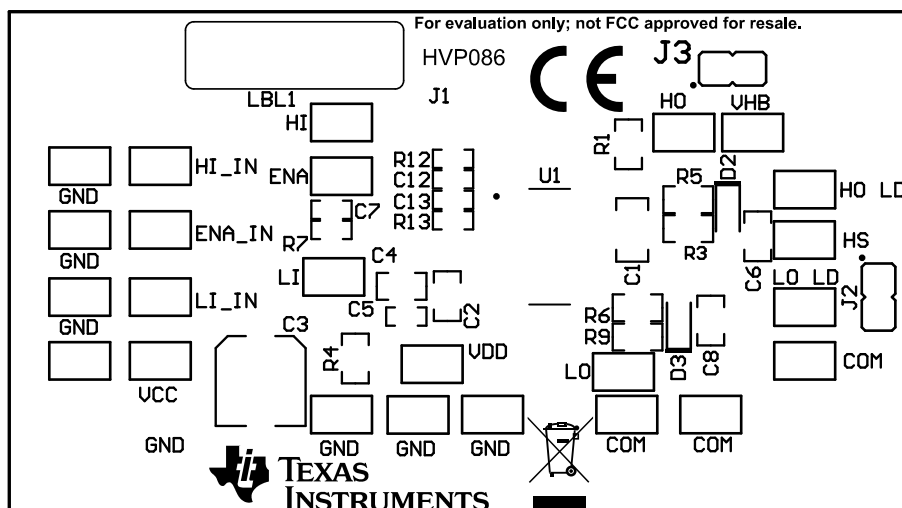 For evaluation only; not FCC approved for resale.
HVP086
J3
LBL1
J1
HI
HO
VHB
R1
HI_IN
ENA
R12
C12
C13
R13
U1
R5
D2
HO LD
GND
C7
R7
ENA_IN
R3
HS
GND
LI
C4
C1
C6
LO LD
J2
LI_IN
C5
C2
R6
R9
GND
C3
R4
VDD
D3
C8
COM
VCC
LO
GND
GND
GND
GND
COM
COM
TEXAS
INSTRUMENTS